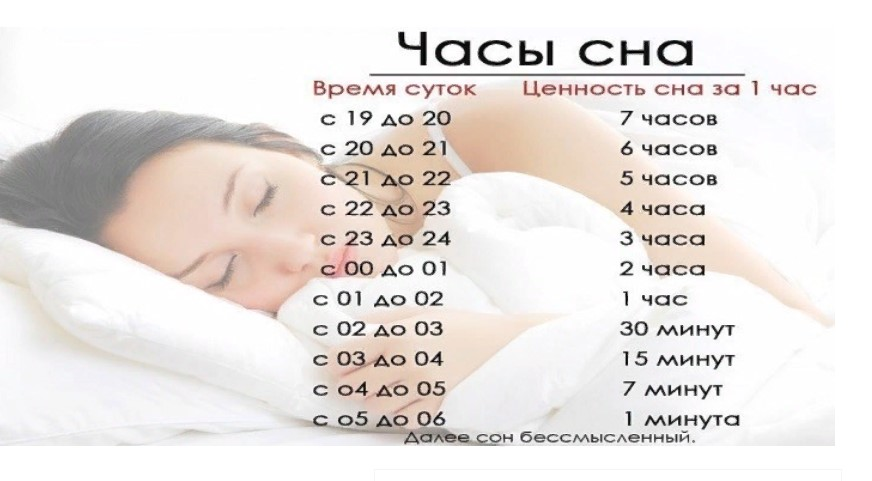 Часы сна
Время суток Ценность сна за 1 час
с 19 до 20 7 часов
с 20 до 21 6 часов
с 21 до 22 5 часов
с 22 до 23 4 часа
с 23 до 24 3 часа
с 00 до 01 2 часа
с 01 до 02 1 час
с 02 до 03 30 минут
с 03 до 04 15 минут
с о4 до 05 7 минут
с о5 до 06 1 минута
Далее сон бессмысленный.